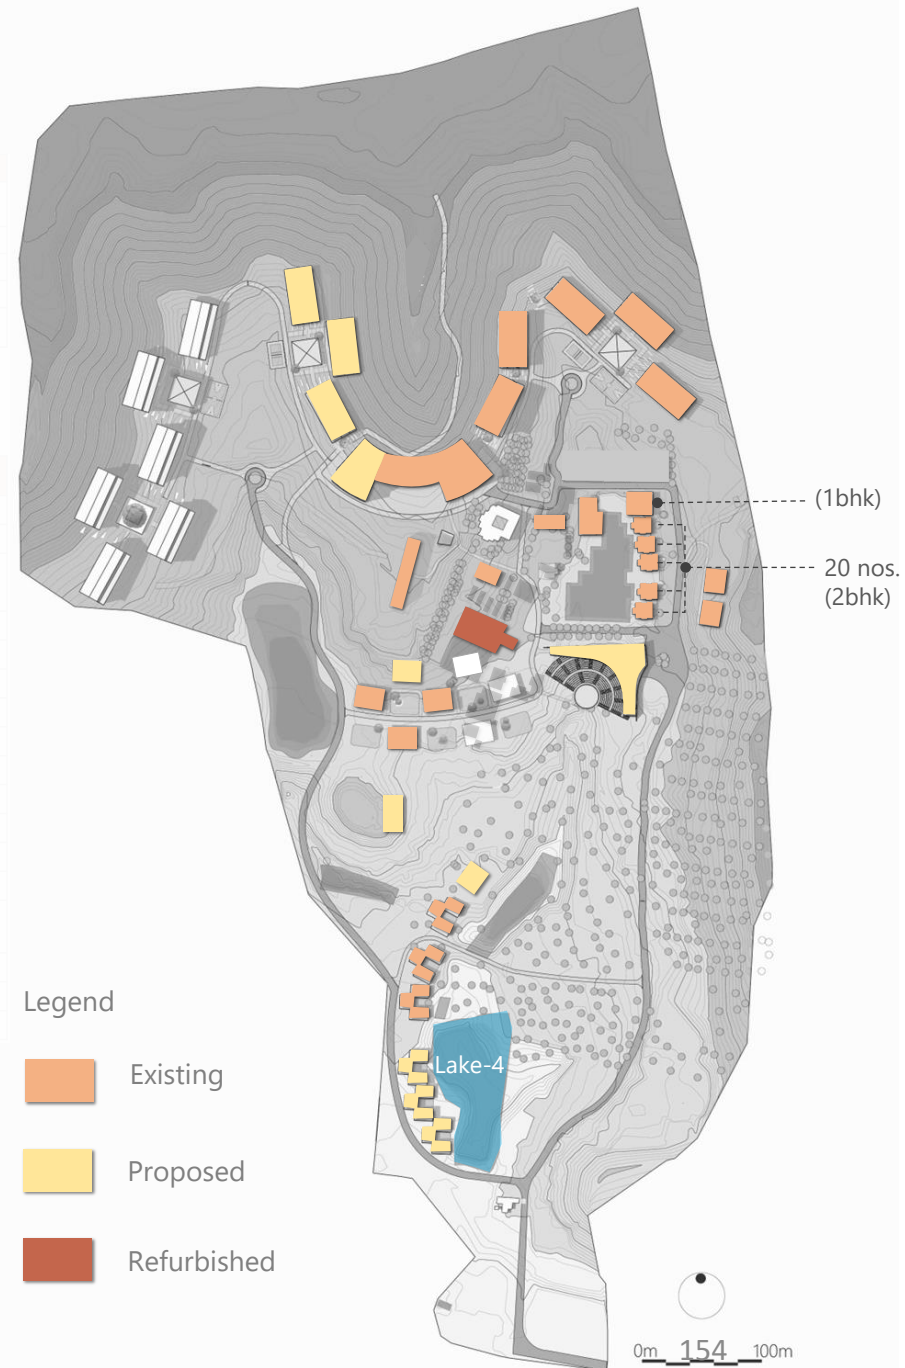 (1bhk)
20 nos.
(2bhk)
Lake-4
Legend
Existing
Proposed
Refurbished
0m 154 100m